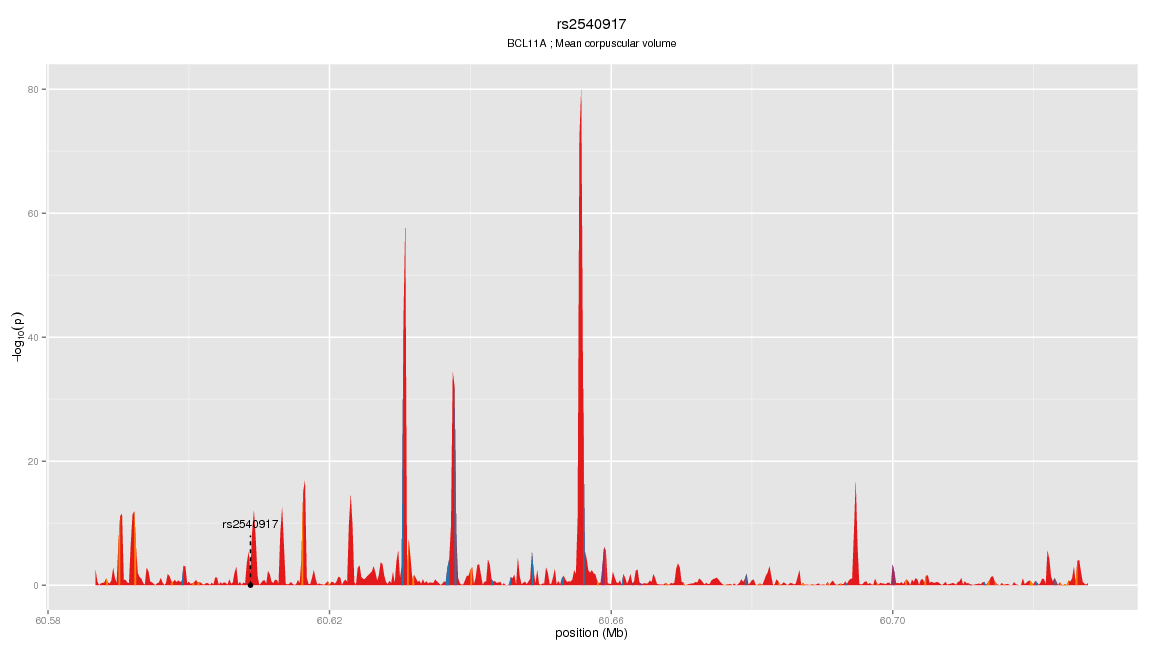 rs2540917
BCL11A ; Mean corpuscular volume
80
60
40
20
0
−log10(p)
rs2540917
60.58
60.62
60.66
60.70
position (Mb)